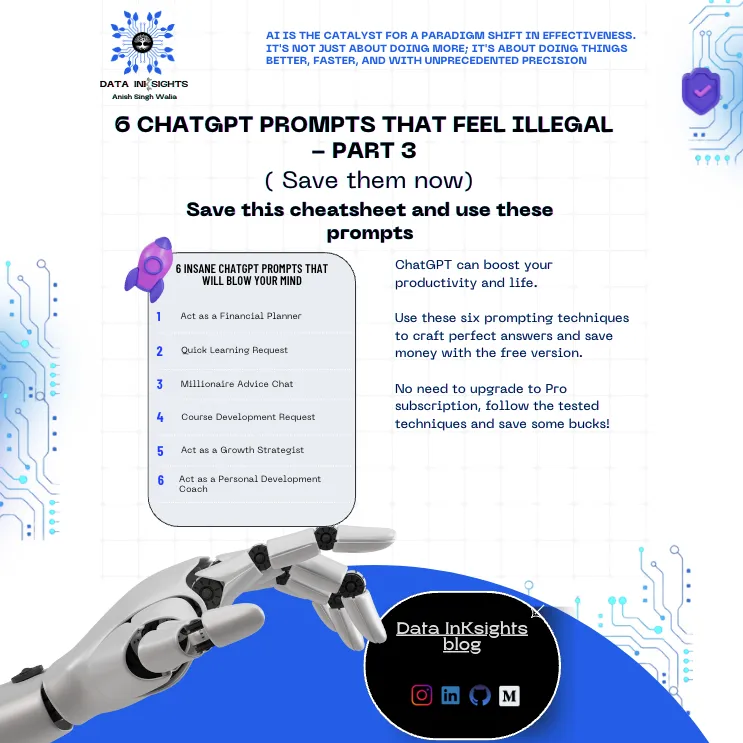 AI IS THE CATALYST FOR A PARADIGM SHIFT IN EFFECTIVENESS.
IT'S NOT JUST ABOUT DOING MORE; IT'S ABOUT DOING THINGS
BETTER, FASTER, AND WITH UNPRECEDENTED PRECISION
DATA INKSIGHTS
Anish Singh Walia
6 CHATGPT PROMPTS THAT FEEL ILLEGAL
– PART 3
( Save them now)
Save this cheatsheet and use these
prompts
6 INSANE CHATGPT PROMPTS THAT
WILL BLOW YOUR MIND
1 Act as a Financial Planner
2 Quick Learning Request
3 Millionaire Advice Chat
4 Course Development Request
5 Act as a Growth Strategist
6 Act as a Personal Development
Coach
ChatGPT can boost your
productivity and life.
Use these six prompting techniques
to craft perfect answers and save
money with the free version.
No need to upgrade to Pro
subscription, follow the tested
techniques and save some bucks!
Data InKsights
blog
in
M